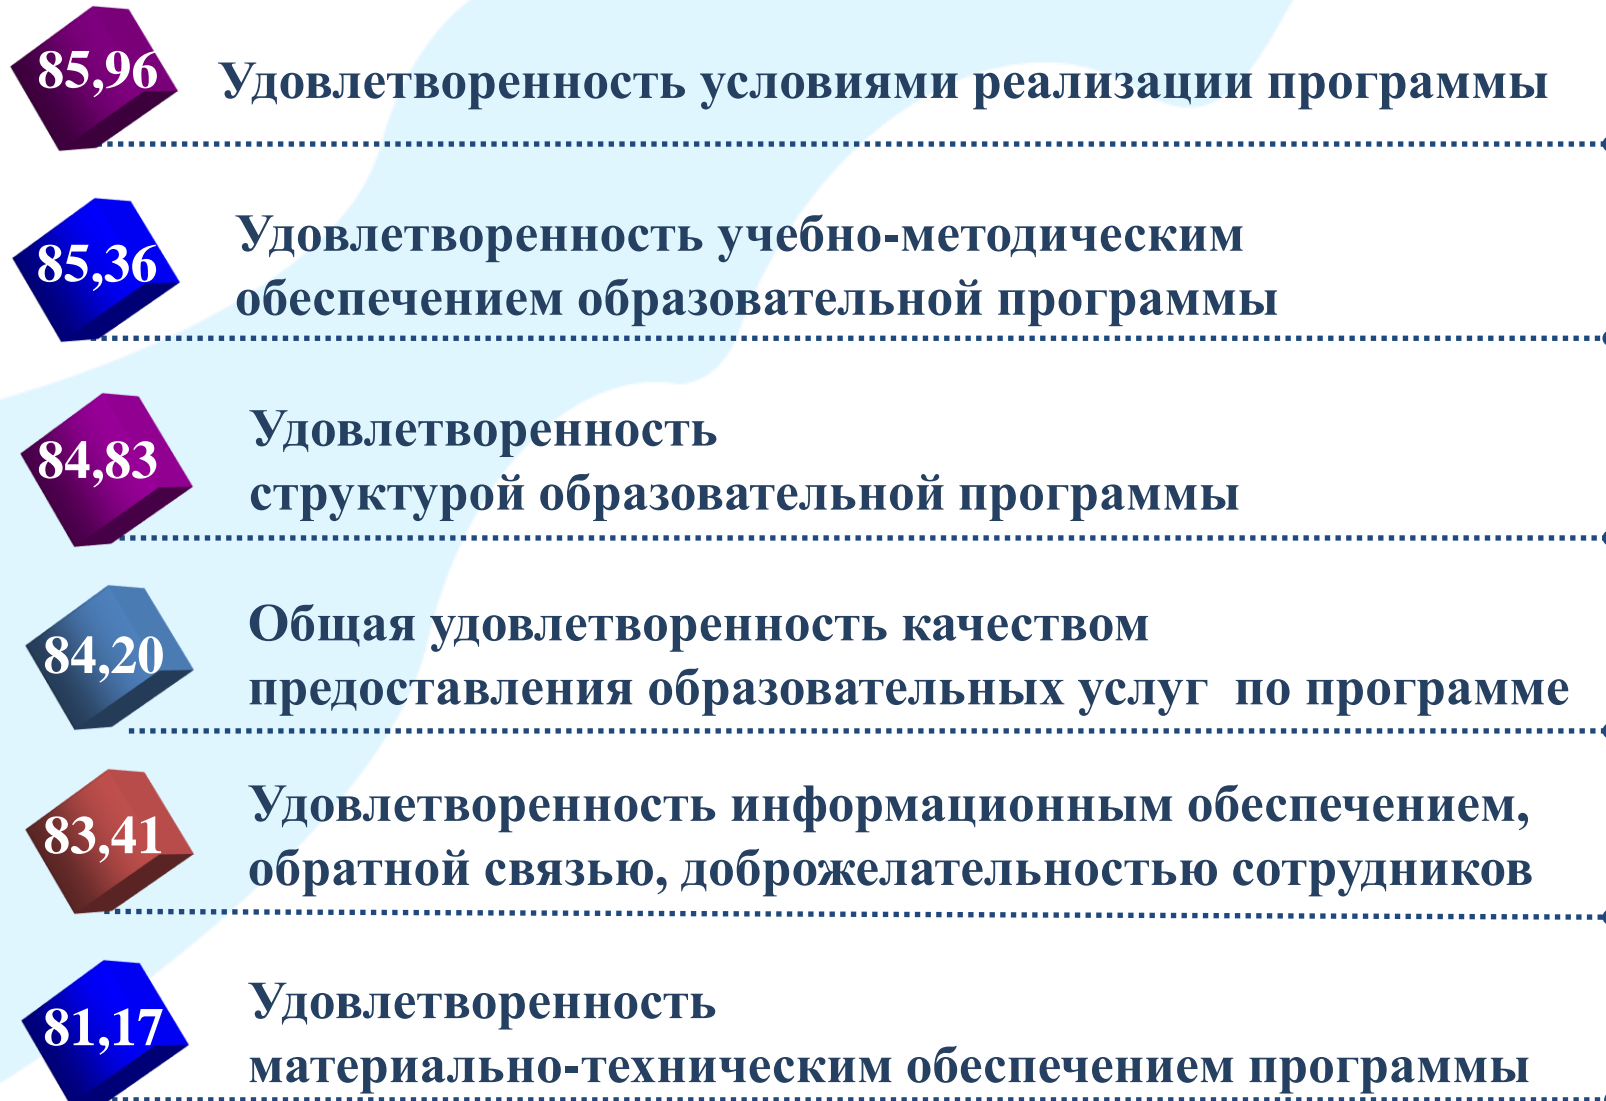 85,96
Удовлетворенность условиями реализации программы
85,36
Удовлетворенность учебно-методическим
обеспечением образовательной программы
84,83
Удовлетворенность
структурой образовательной программы
84,20
Общая удовлетворенность качеством
предоставления образовательных услуг по программе
83,41
Удовлетворенность информационным обеспечением,
обратной связью, доброжелательностью сотрудников
81,17
Удовлетворенность
материально-техническим обеспечением программы